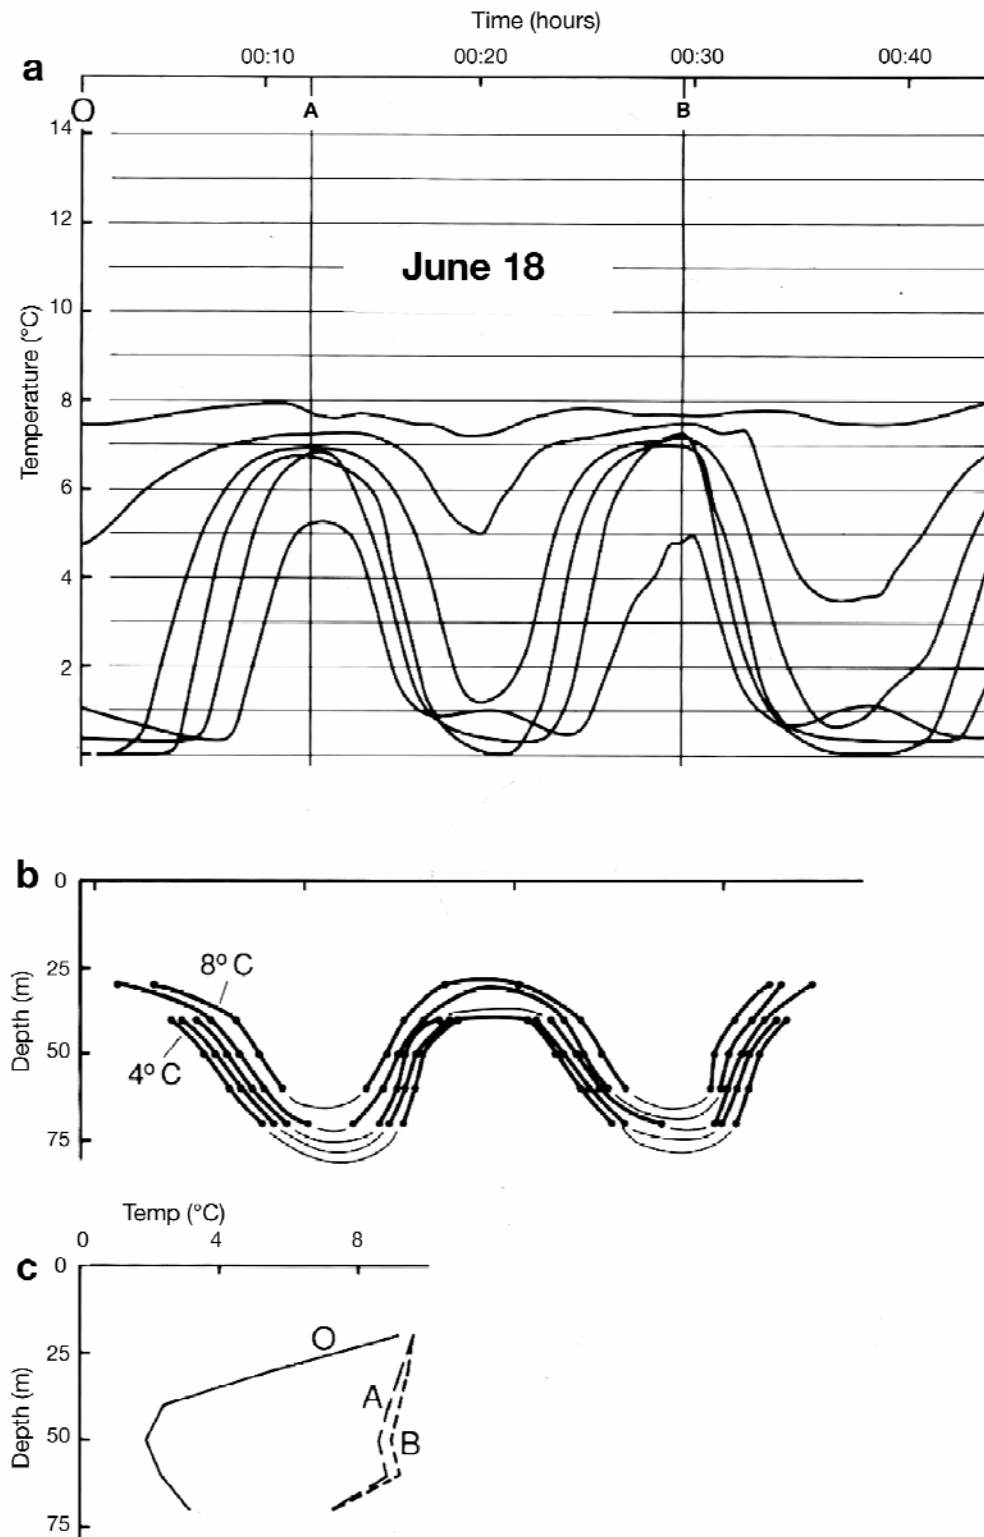 Time (hours)
a
00:10 00:20 00:30 00:40
O A B
14
12
June 18
10
Temperature (°C)
8
6
4
2
b
0
25
8° C
Depth (m)
50
4° C
75
Temp (°C)
0 4 8
c
0
O
25
A
Depth (m)
50
B
75